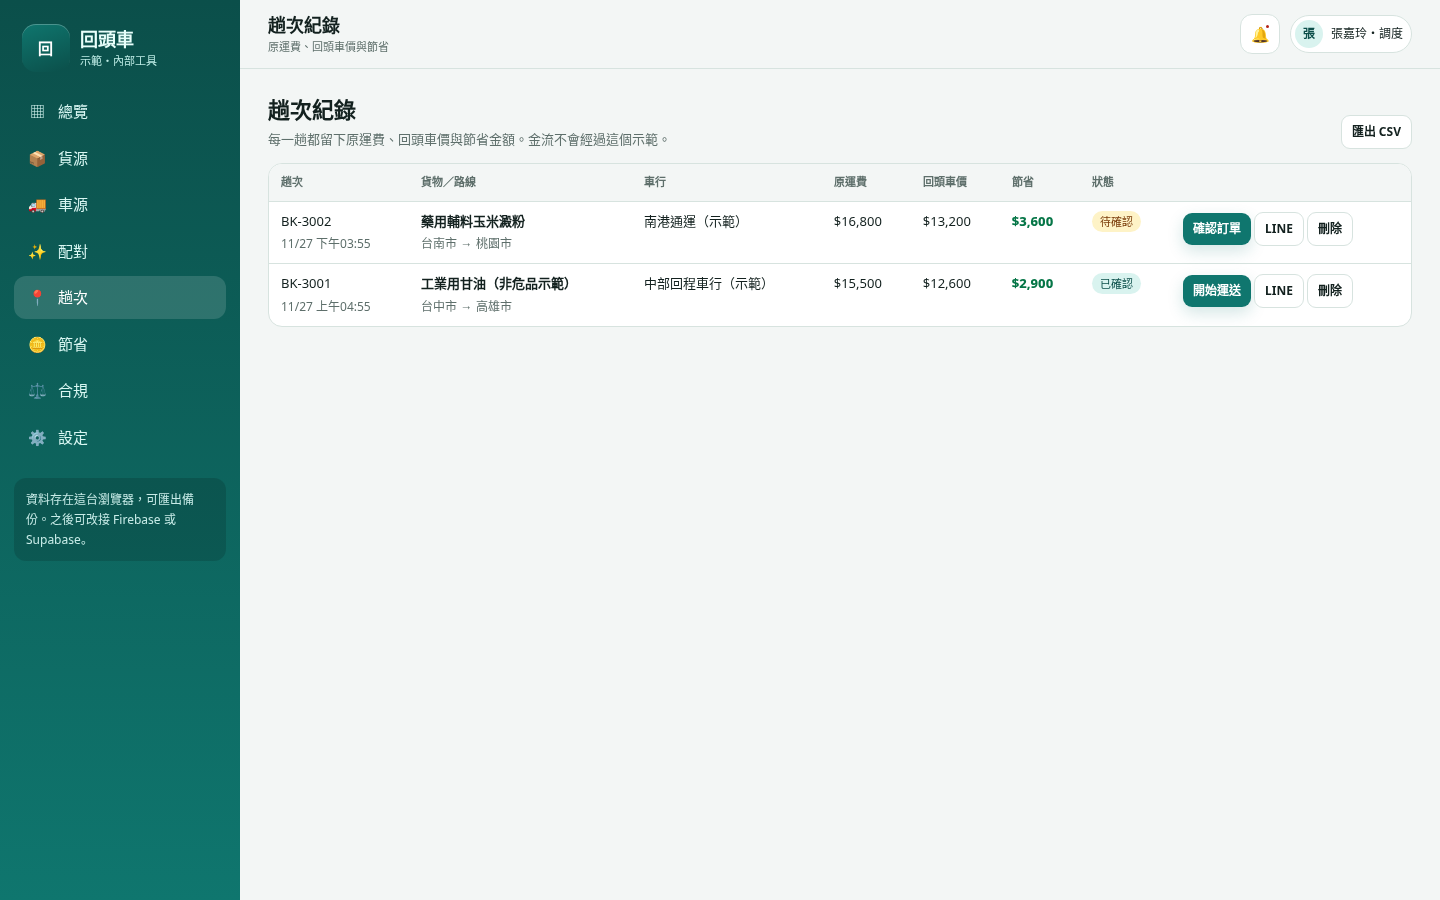 回
回頭車
示範・內部工具
總覽
貨源
車源
配對
趟次
節省
合規
設定
資料存在這台瀏覽器，可匯出備
份。之後可改接 Firebase 或
Supabase。
趟次紀錄
原運費、回頭車價與節省
張
張嘉玲・調度
趟次紀錄
每一趟都留下原運費、回頭車價與節省金額。金流不會經過這個示範。
匯出 CSV
趟次 貨物／路線 車行 原運費 回頭車價 節省 狀態
BK-3002 藥用輔料玉米澱粉 南港通運（示範） $16,800 $13,200 $3,600 待確認 確認訂單 LINE 刪除
11/27 下午03:55 台南市 → 桃園市
BK-3001 工業用甘油（非危品示範） 中部回程車行（示範） $15,500 $12,600 $2,900 已確認 開始運送 LINE 刪除
11/27 上午04:55 台中市 → 高雄市